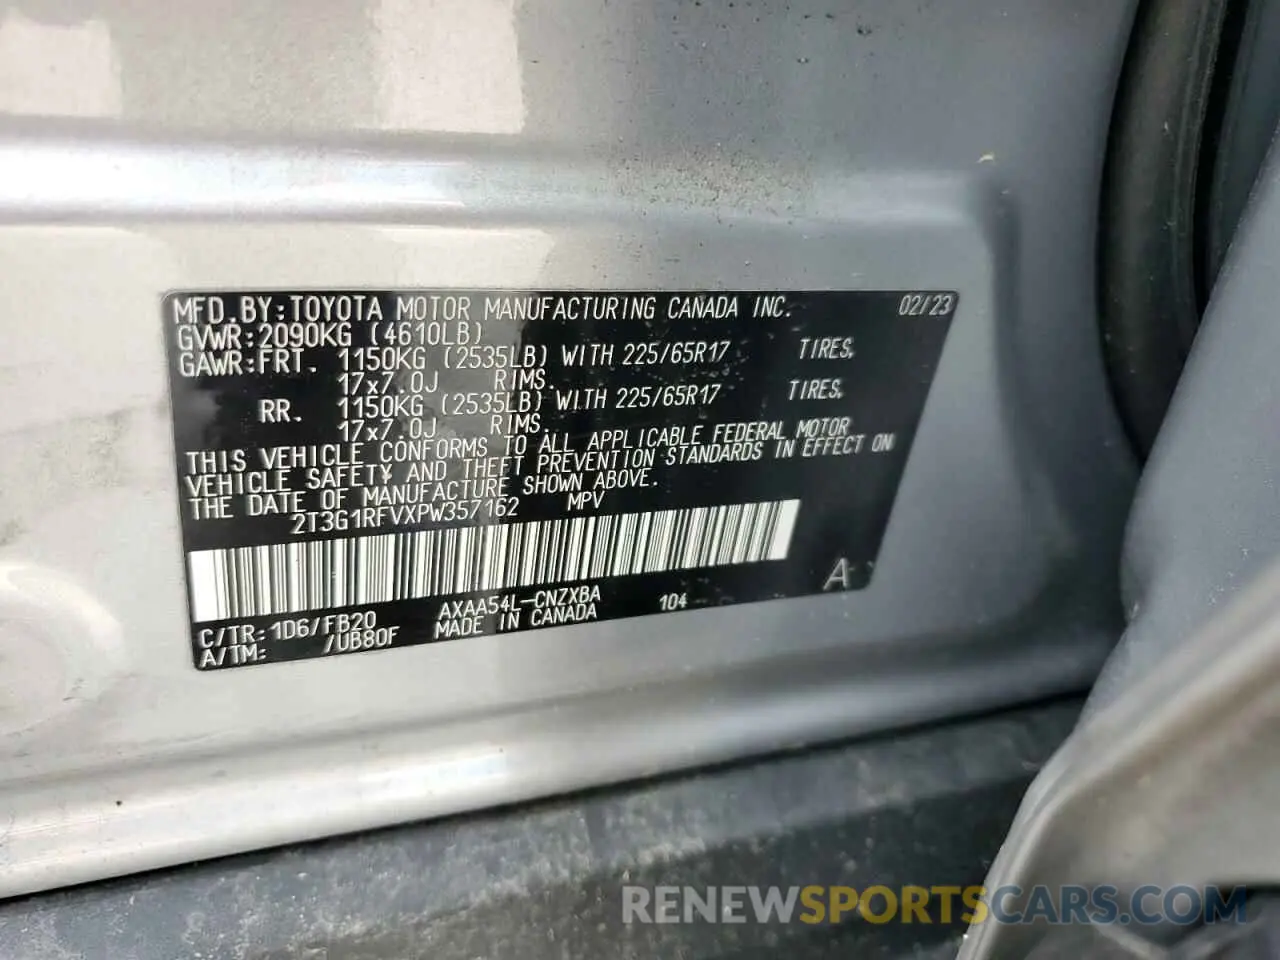 MFD.BY:TOYOTA MOTOR MANUFACTURING CANADA INC. 02/23
GVWR:2090KG (4610LB)
GAWR:FRT. 1150KG (2535LB) WITH 225/65R17 TIRES,
17x7.0J RIMS.
RR. 1150KG (2535LB) WITH 225/65R17 TIRES,
17x7.0J RIMS.
THIS VEHICLE CONFORMS TO ALL APPLICABLE FEDERAL MOTOR
VEHICLE SAFETY AND THEFT PREVENTION STANDARDS IN EFFECT ON
THE DATE OF MANUFACTURE SHOWN ABOVE.
2T3G1RFVXPW357162 MPV
A
C/TR:1D6/FB20 AXAA54L-CNZXBA 104
A/TM: /UB80F MADE IN CANADA
RENEWSPORTSCARS.COM